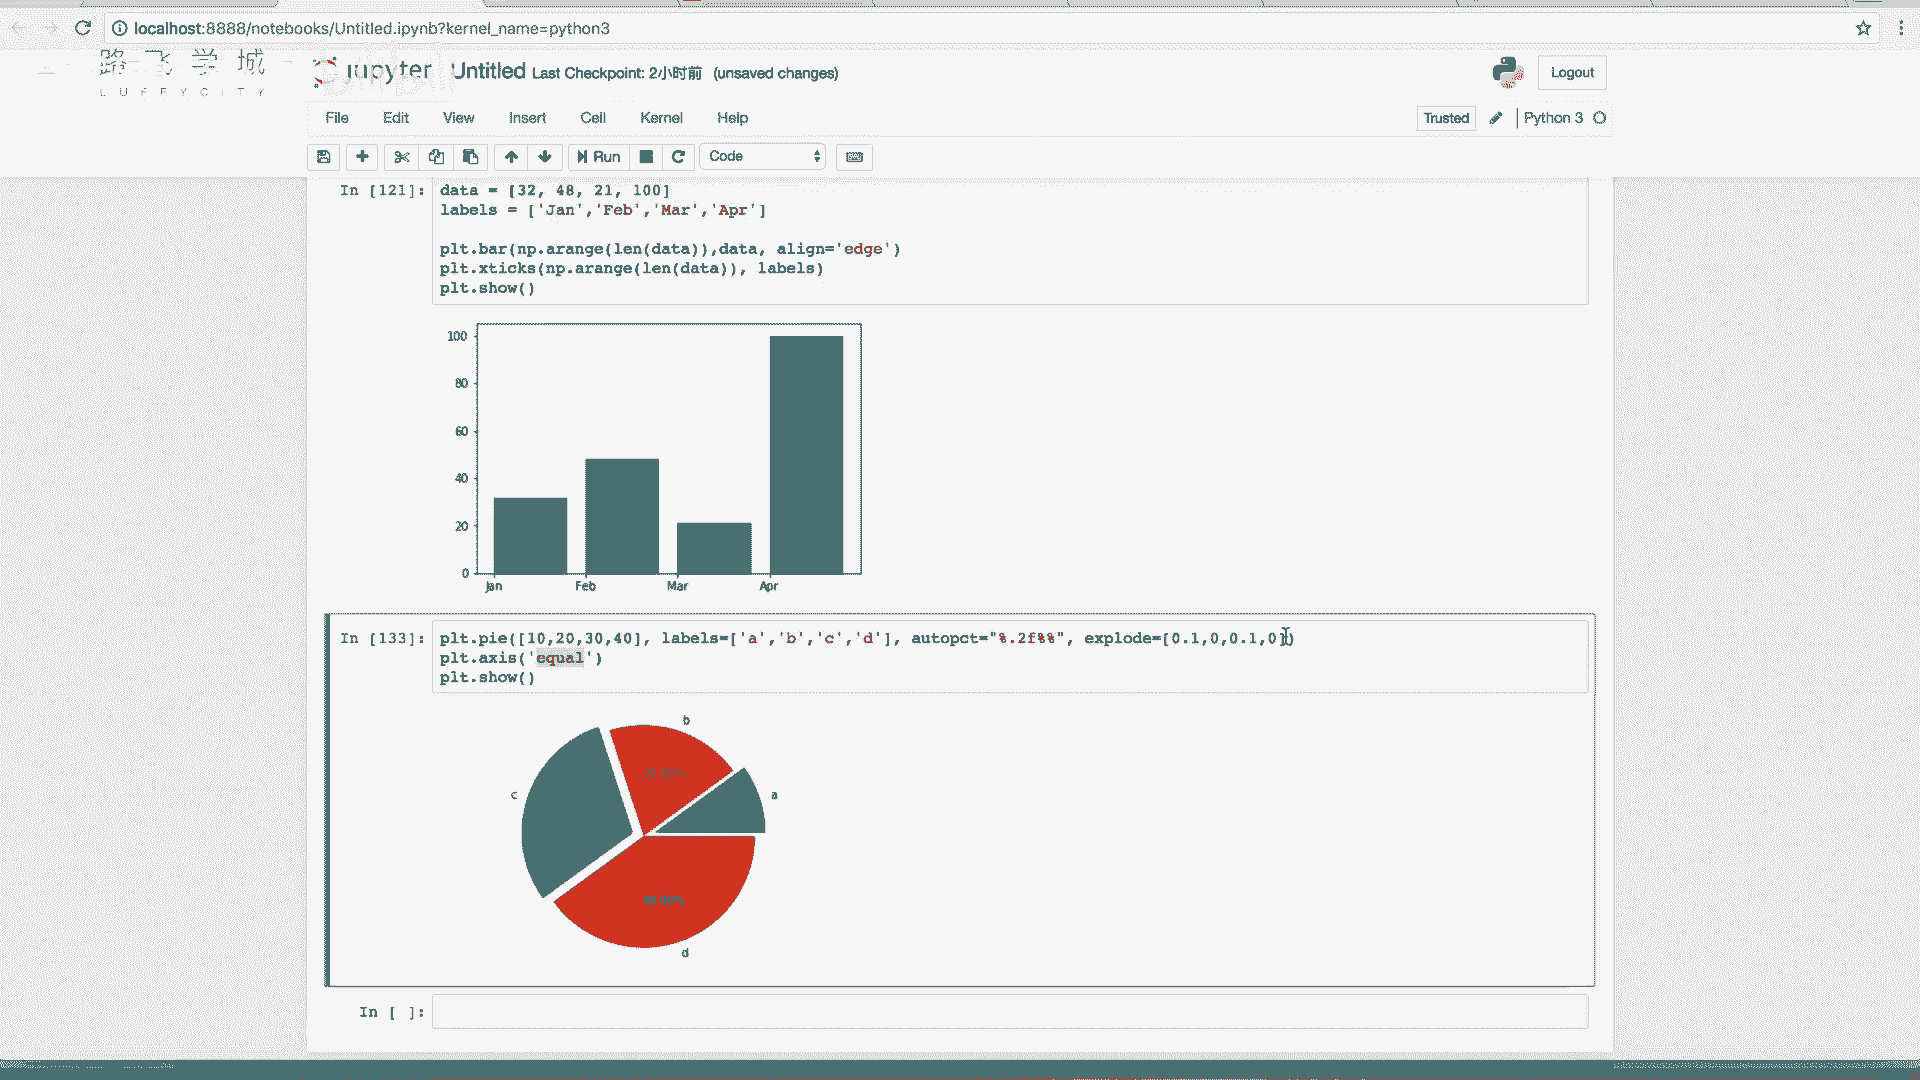 localhost:8888/notebooks/Untitled.ipynb?kernel_name=python3
路飞学城
LUFFYCITY
jupyter Untitled Last Checkpoint: 2小时前 (unsaved changes)
Logout
File Edit View Insert Cell Kernel Help
Trusted Python 3
Run Code
In [121]: data = [32, 48, 21, 100]
labels = ['Jan','Feb','Mar','Apr']
plt.bar(np.arange(len(data)),data, align='edge')
plt.xticks(np.arange(len(data)), labels)
plt.show()
100
80
60
40
20
0
Jan Feb Mar Apr
In [133]: plt.pie([10,20,30,40], labels=['a','b','c','d'], autopct="%.2f%%", explode=[0.1,0,0.1,0])
plt.axis('equal')
plt.show()
b
c
a
40.00%
d
In [ ]: